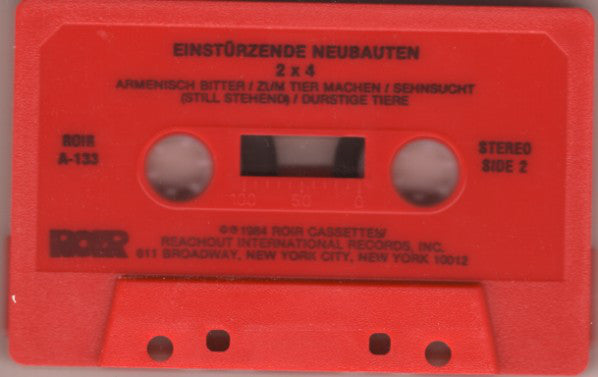 EINSTÜRZENDE NEUBAUTEN
2 x 4
ARMENISCH BITTER / ZUM TIER MACHEN / SEHNSUCHT
(STILL STEHEND) / DURSTIGE TIERE
ROIR
A-133
STEREO
SIDE 2
100 50 0
℗© 1984 ROIR CASSETTES/
REACHOUT INTERNATIONAL RECORDS, INC.
611 BROADWAY, NEW YORK CITY, NEW YORK 10012
ROIR